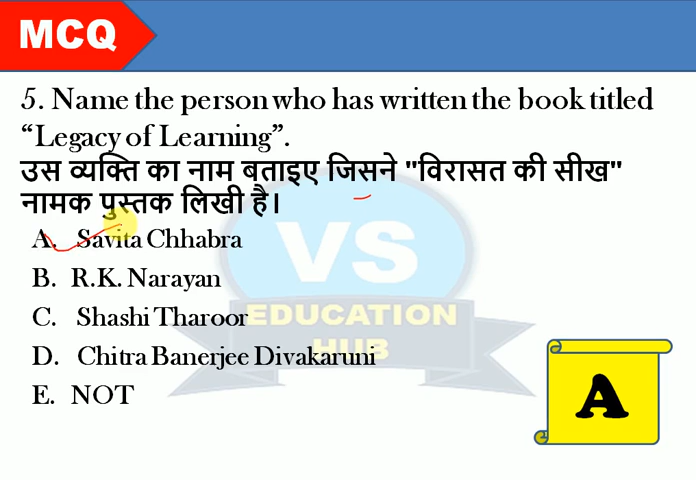 MCQ
5. Name the person who has written the book titled
“Legacy of Learning”.
उस व्यक्ति का नाम बताइए जिसने "विरासत की सीख"
नामक पुस्तक लिखी है।
A. Savita Chhabra
B. R.K. Narayan
C. Shashi Tharoor
D. Chitra Banerjee Divakaruni
E. NOT
VS
EDUCATION
HUB
A